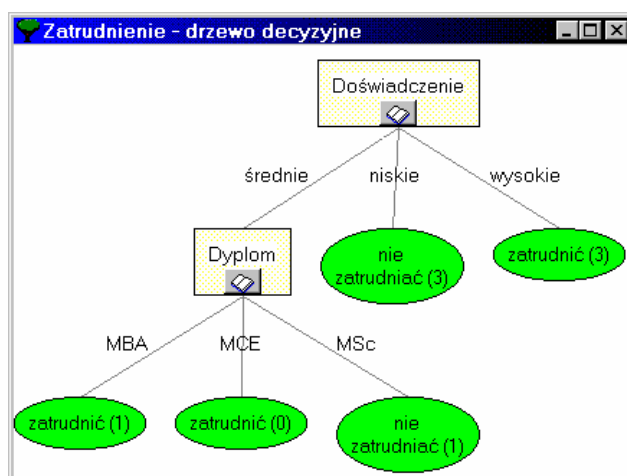 Zatrudnienie - drzewo decyzyjne
Doświadczenie
średnie
niskie
wysokie
Dyplom
nie
zatrudniać (3)
zatrudnić (3)
MBA
MCE
MSc
zatrudnić (1)
zatrudnić (0)
nie
zatrudniać (1)